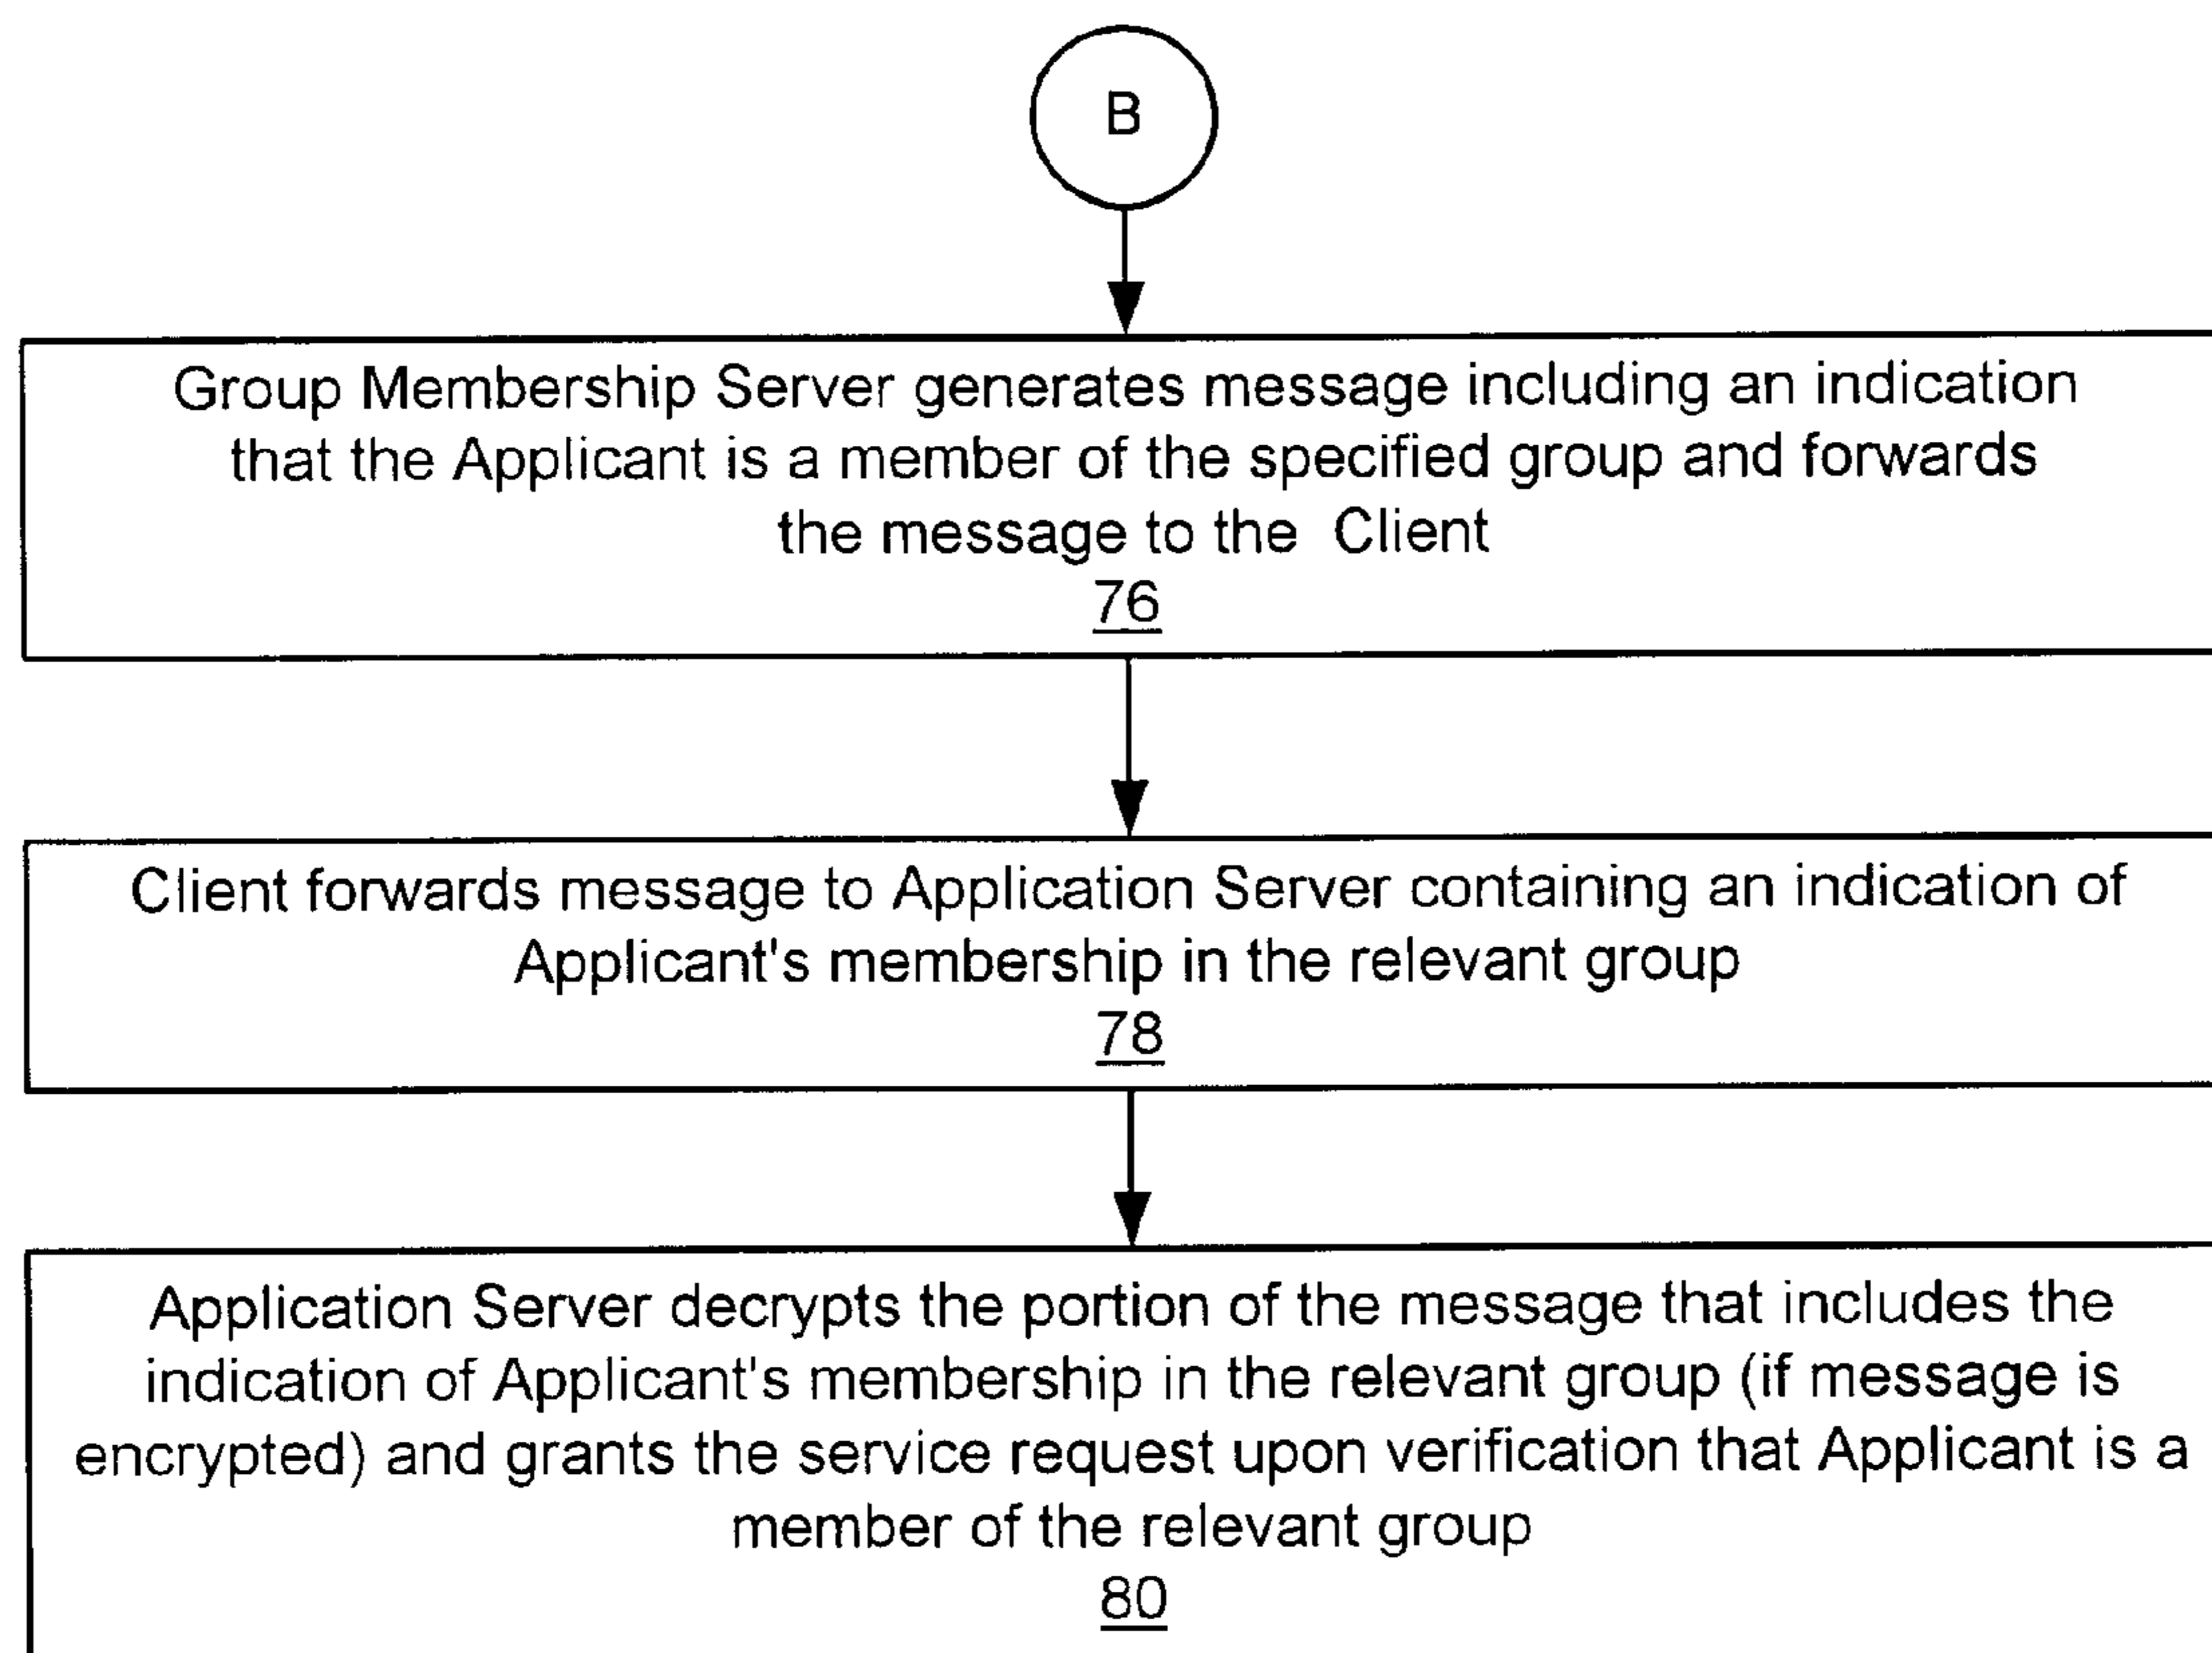 B
Group Membership Server generates message including an indication
that the Applicant is a member of the specified group and forwards
the message to the Client
76
Client forwards message to Application Server containing an indication of
Applicant's membership in the relevant group
78
Application Server decrypts the portion of the message that includes the
indication of Applicant's membership in the relevant group (if message is
encrypted) and grants the service request upon verification that Applicant is a
member of the relevant group
80